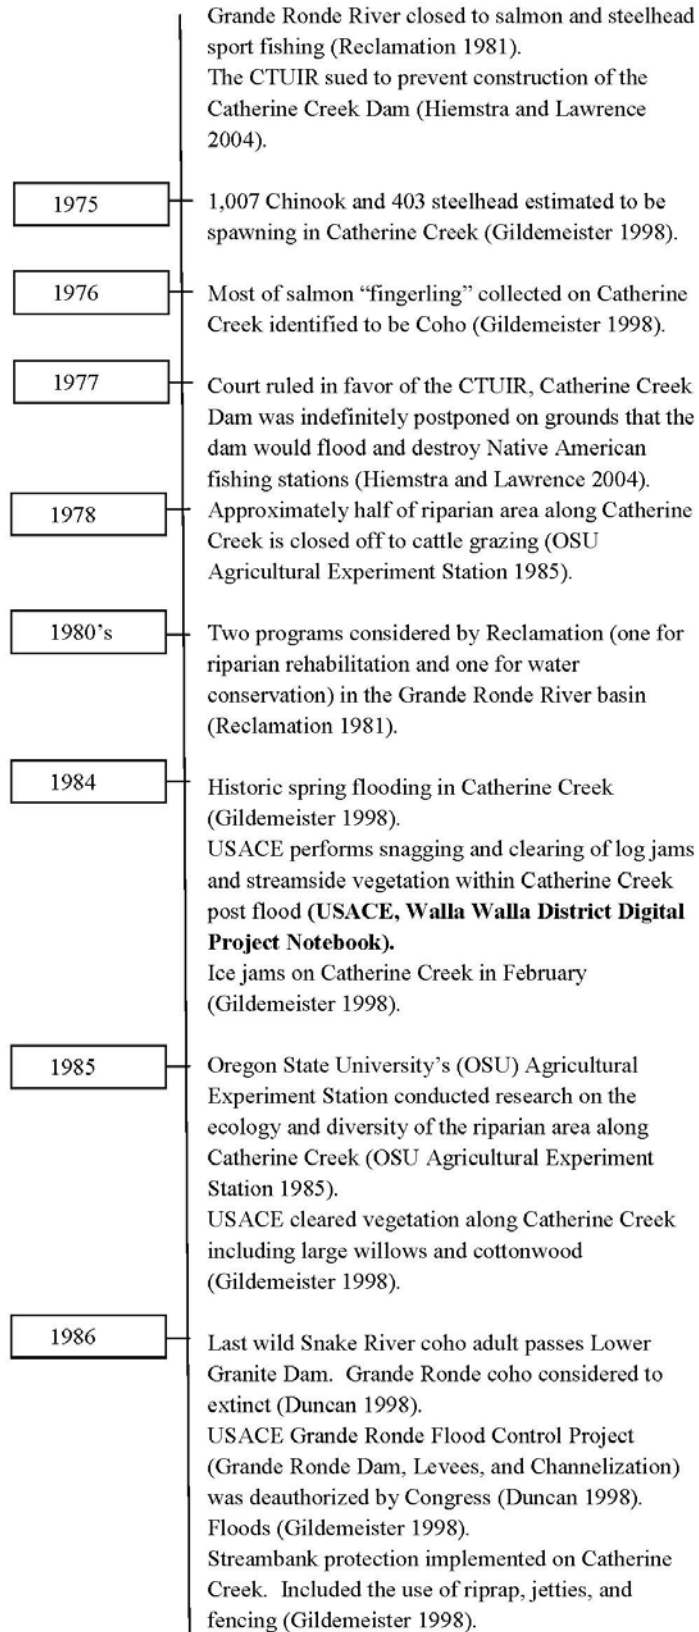 Grande Ronde River closed to salmon and steelhead
sport fishing (Reclamation 1981).
The CTUIR sued to prevent construction of the
Catherine Creek Dam (Hiemstra and Lawrence
2004).
1975
1,007 Chinook and 403 steelhead estimated to be
spawning in Catherine Creek (Gildemeister 1998).
1976
Most of salmon “fingerling” collected on Catherine
Creek identified to be Coho (Gildemeister 1998).
1977
Court ruled in favor of the CTUIR, Catherine Creek
Dam was indefinitely postponed on grounds that the
dam would flood and destroy Native American
fishing stations (Hiemstra and Lawrence 2004).
1978
Approximately half of riparian area along Catherine
Creek is closed off to cattle grazing (OSU
Agricultural Experiment Station 1985).
1980’s
Two programs considered by Reclamation (one for
riparian rehabilitation and one for water
conservation) in the Grande Ronde River basin
(Reclamation 1981).
1984
Historic spring flooding in Catherine Creek
(Gildemeister 1998).
USACE performs snagging and clearing of log jams
and streamside vegetation within Catherine Creek
post flood (USACE, Walla Walla District Digital
Project Notebook).
Ice jams on Catherine Creek in February
(Gildemeister 1998).
1985
Oregon State University’s (OSU) Agricultural
Experiment Station conducted research on the
ecology and diversity of the riparian area along
Catherine Creek (OSU Agricultural Experiment
Station 1985).
USACE cleared vegetation along Catherine Creek
including large willows and cottonwood
(Gildemeister 1998).
1986
Last wild Snake River coho adult passes Lower
Granite Dam.  Grande Ronde coho considered to
extinct (Duncan 1998).
USACE Grande Ronde Flood Control Project
(Grande Ronde Dam, Levees, and Channelization)
was deauthorized by Congress (Duncan 1998).
Floods (Gildemeister 1998).
Streambank protection implemented on Catherine
Creek.  Included the use of riprap, jetties, and
fencing (Gildemeister 1998).